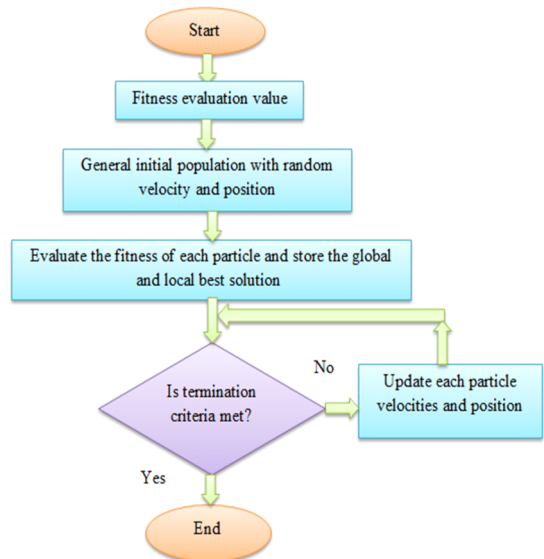 Start
Fitness evaluation value
General initial population with random
velocity and position
Evaluate the fitness of each particle and store the global
and local best solution
Is termination
criteria met?
No
Update each particle
velocities and position
Yes
End